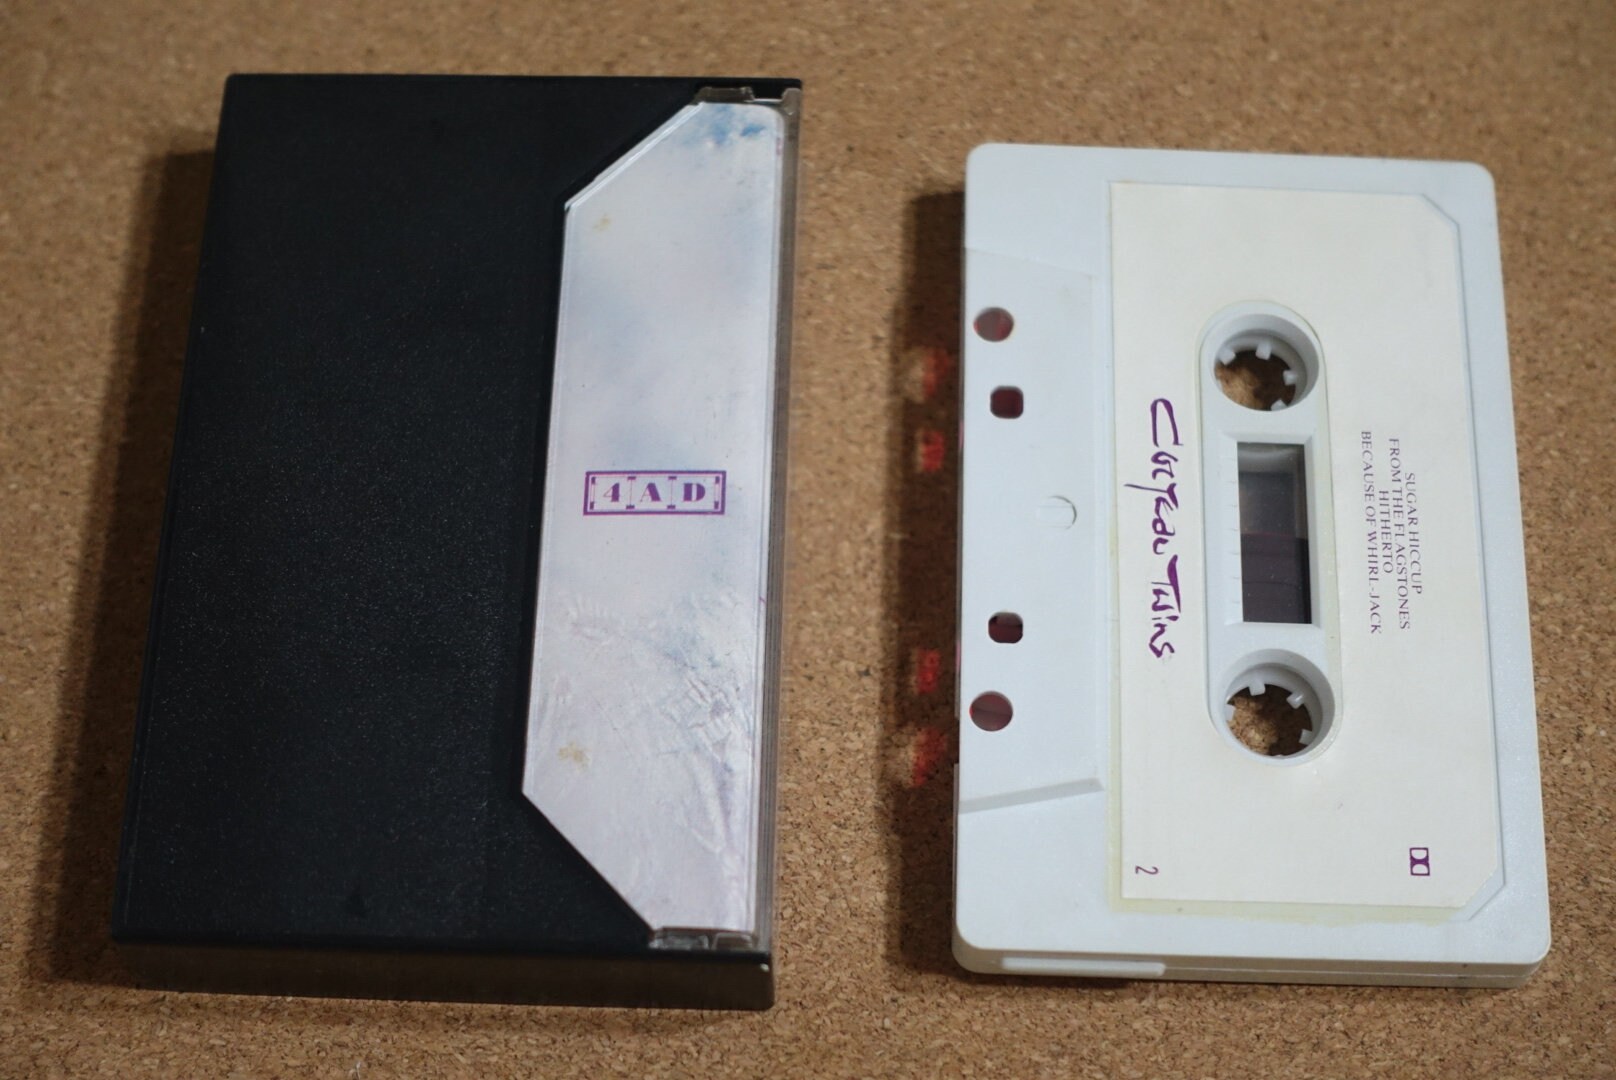 4AD
Cocteau Twins
SUGAR HICCUP
FROM THE FLAGSTONES
HITHERTO
BECAUSE OF WHIRL-JACK
2